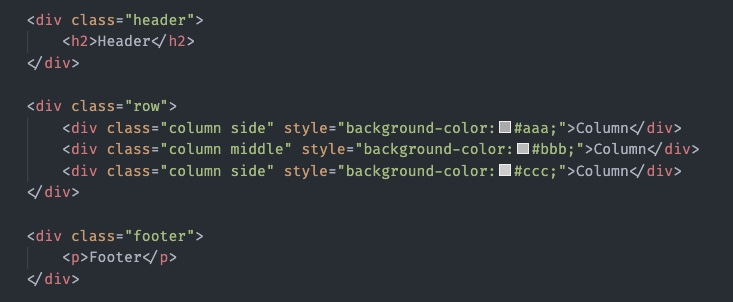 <div class="header">
    <h2>Header</h2>
</div>

<div class="row">
    <div class="column side" style="background-color:#aaa;">Column</div>
    <div class="column middle" style="background-color:#bbb;">Column</div>
    <div class="column side" style="background-color:#ccc;">Column</div>
</div>

<div class="footer">
    <p>Footer</p>
</div>